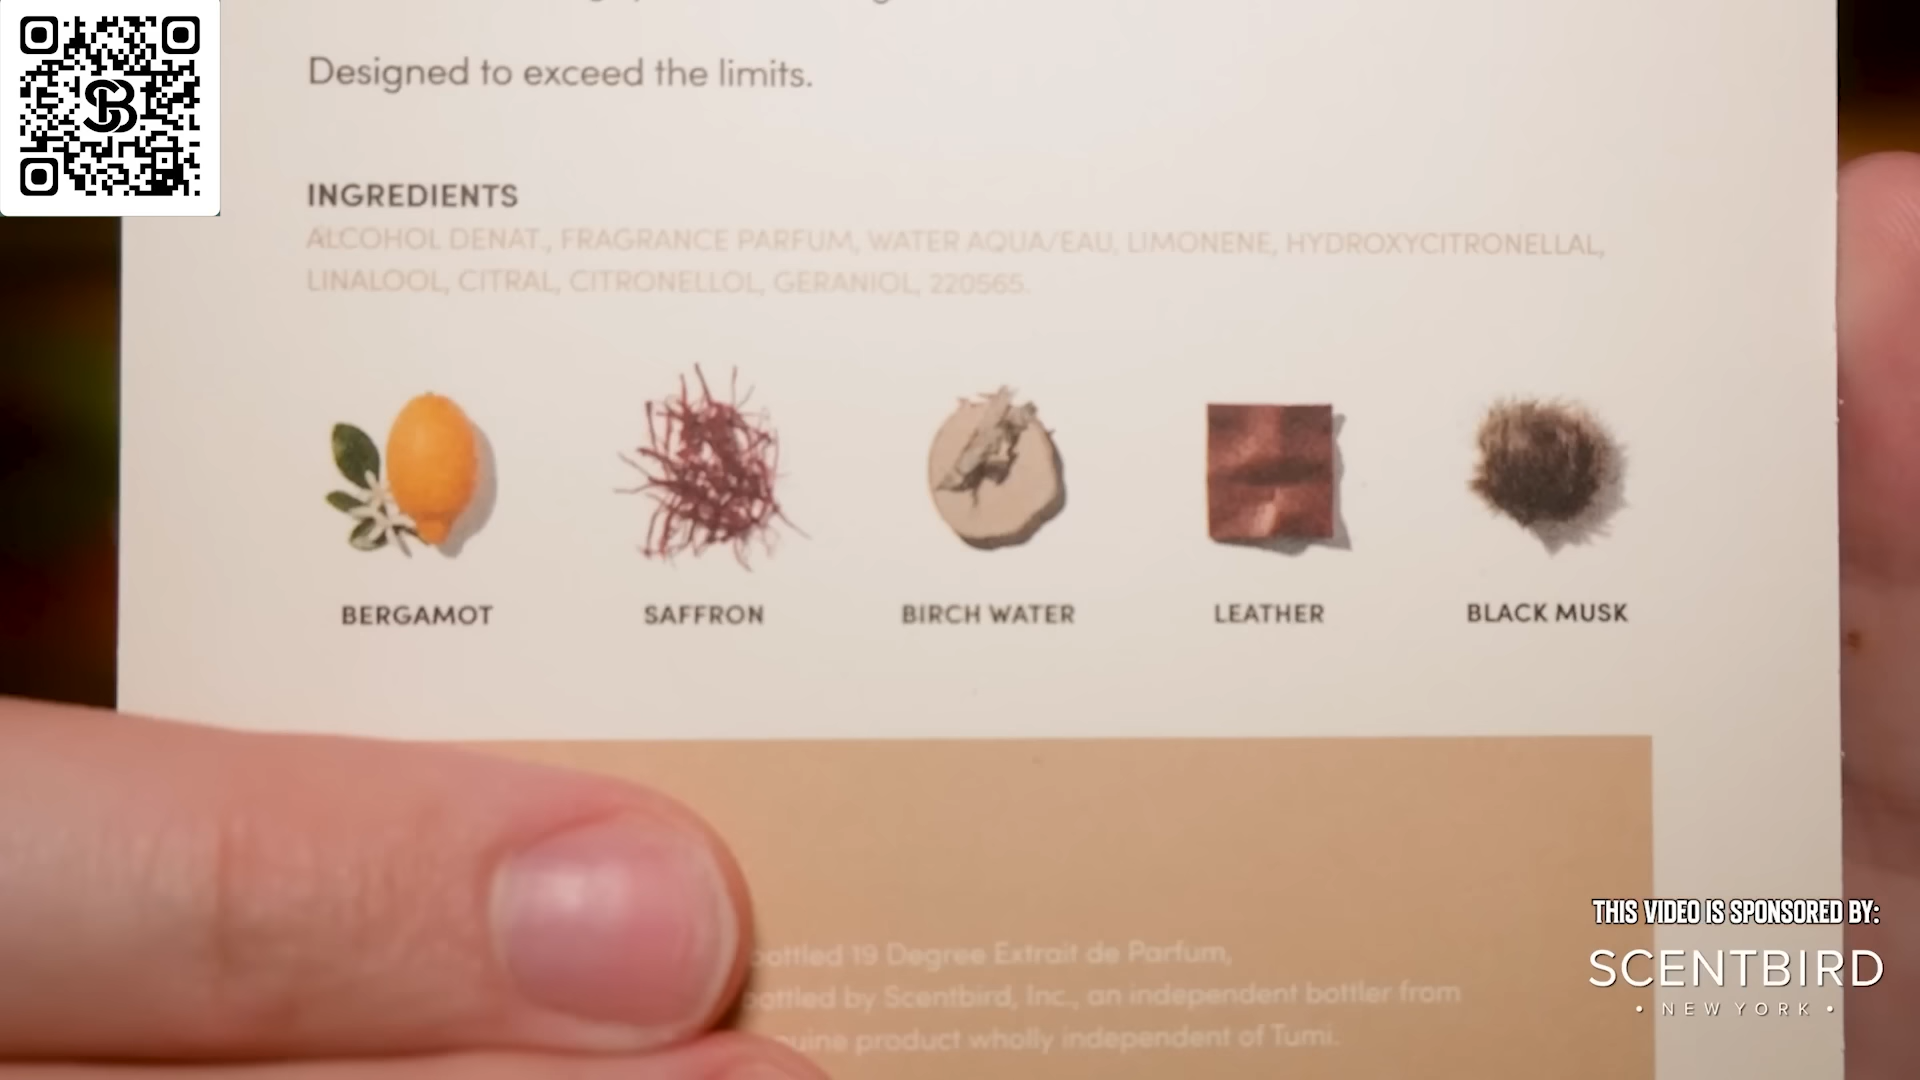 Designed to exceed the limits.
INGREDIENTS
ALCOHOL DENAT., FRAGRANCE PARFUM, WATER AQUA/EAU, LIMONENE, HYDROXYCITRONELLAL,
LINALOOL, CITRAL, CITRONELLOL, GERANIOL, 220565.
BERGAMOT SAFFRON BIRCH WATER LEATHER BLACK MUSK
bottled 19 Degree Extrait de Parfum,
bottled by Scentbird, Inc., an independent bottler from
product wholly independent of Tumi.
THIS VIDEO IS SPONSORED BY:
SCENTBIRD
• NEW YORK •